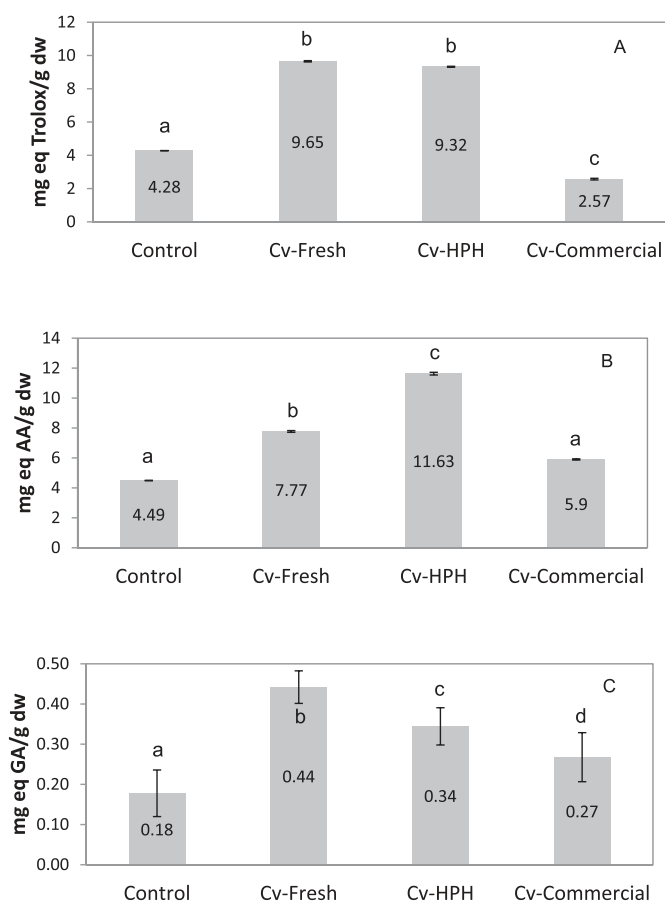 12
10
8
6
4
2
0
mg eq Trolox/g dw
a
b
b
c
A
4.28
9.65
9.32
2.57
Control Cv-Fresh Cv-HPH Cv-Commercial
14
12
10
8
6
4
2
0
mg eq AA/g dw
a
b
c
a
B
4.49
7.77
11.63
5.9
Control Cv-Fresh Cv-HPH Cv-Commercial
0.50
0.40
0.30
0.20
0.10
0.00
mg eq GA/g dw
a
b
c
d
C
0.18
0.44
0.34
0.27
Control Cv-Fresh Cv-HPH Cv-Commercial